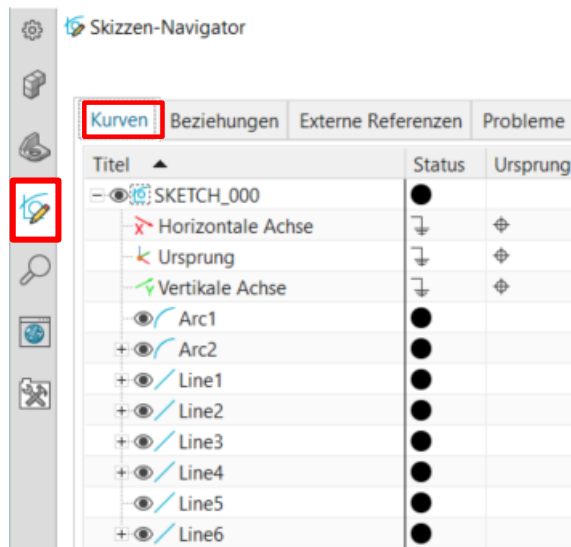 Skizzen-Navigator
Kurven Beziehungen Externe Referenzen Probleme
Titel Status Ursprung
SKETCH_000
Horizontale Achse
Ursprung
Vertikale Achse
Arc1
Arc2
Line1
Line2
Line3
Line4
Line5
Line6